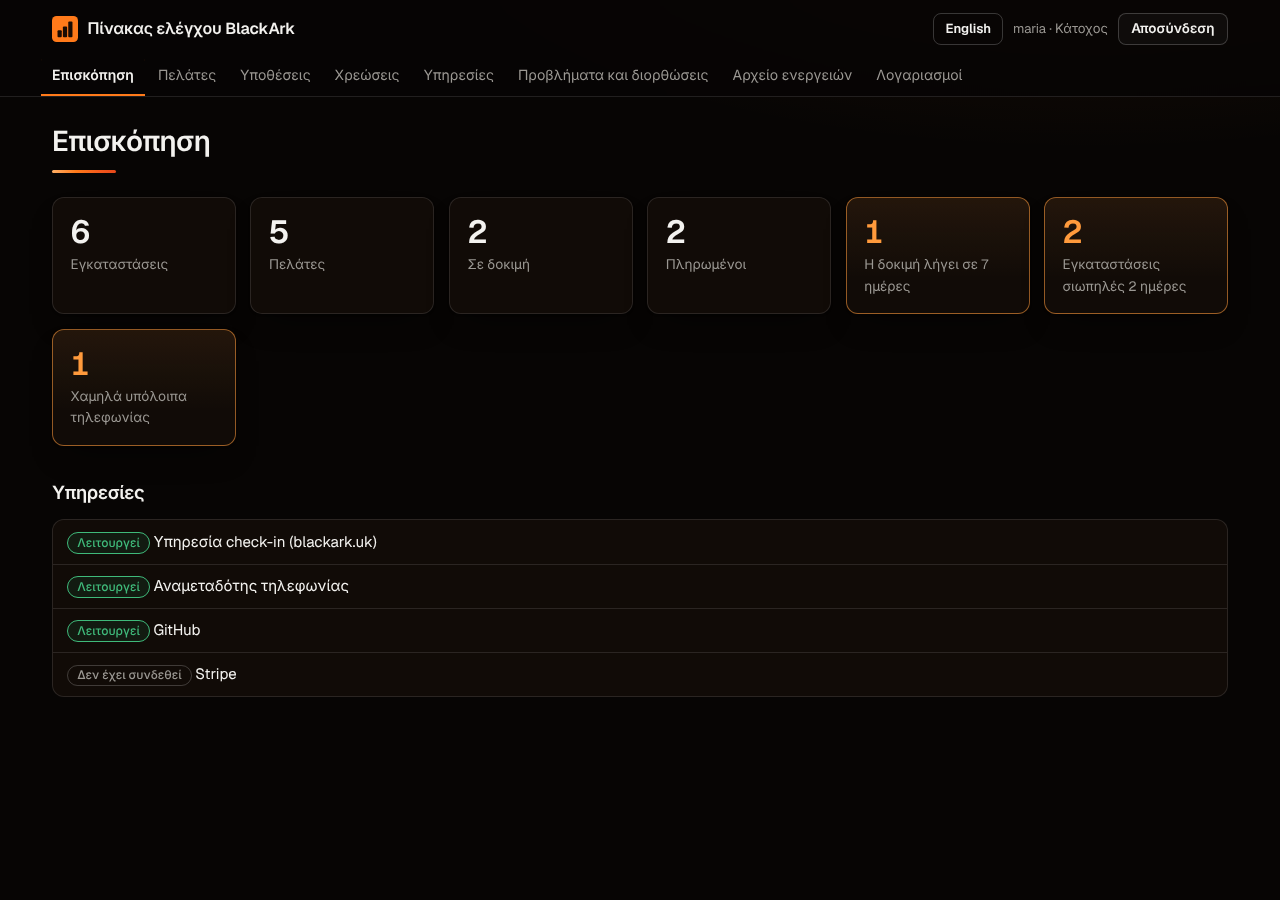 Πίνακας ελέγχου BlackArk
English
maria · Κάτοχος
Αποσύνδεση
Επισκόπηση
Πελάτες
Υποθέσεις
Χρεώσεις
Υπηρεσίες
Προβλήματα και διορθώσεις
Αρχείο ενεργειών
Λογαριασμοί
Επισκόπηση
6
Εγκαταστάσεις
5
Πελάτες
2
Σε δοκιμή
2
Πληρωμένοι
1
Η δοκιμή λήγει σε 7
ημέρες
2
Εγκαταστάσεις
σιωπηλές 2 ημέρες
1
Χαμηλά υπόλοιπα
τηλεφωνίας
Υπηρεσίες
Λειτουργεί Υπηρεσία check-in (blackark.uk)
Λειτουργεί Αναμεταδότης τηλεφωνίας
Λειτουργεί GitHub
Δεν έχει συνδεθεί Stripe